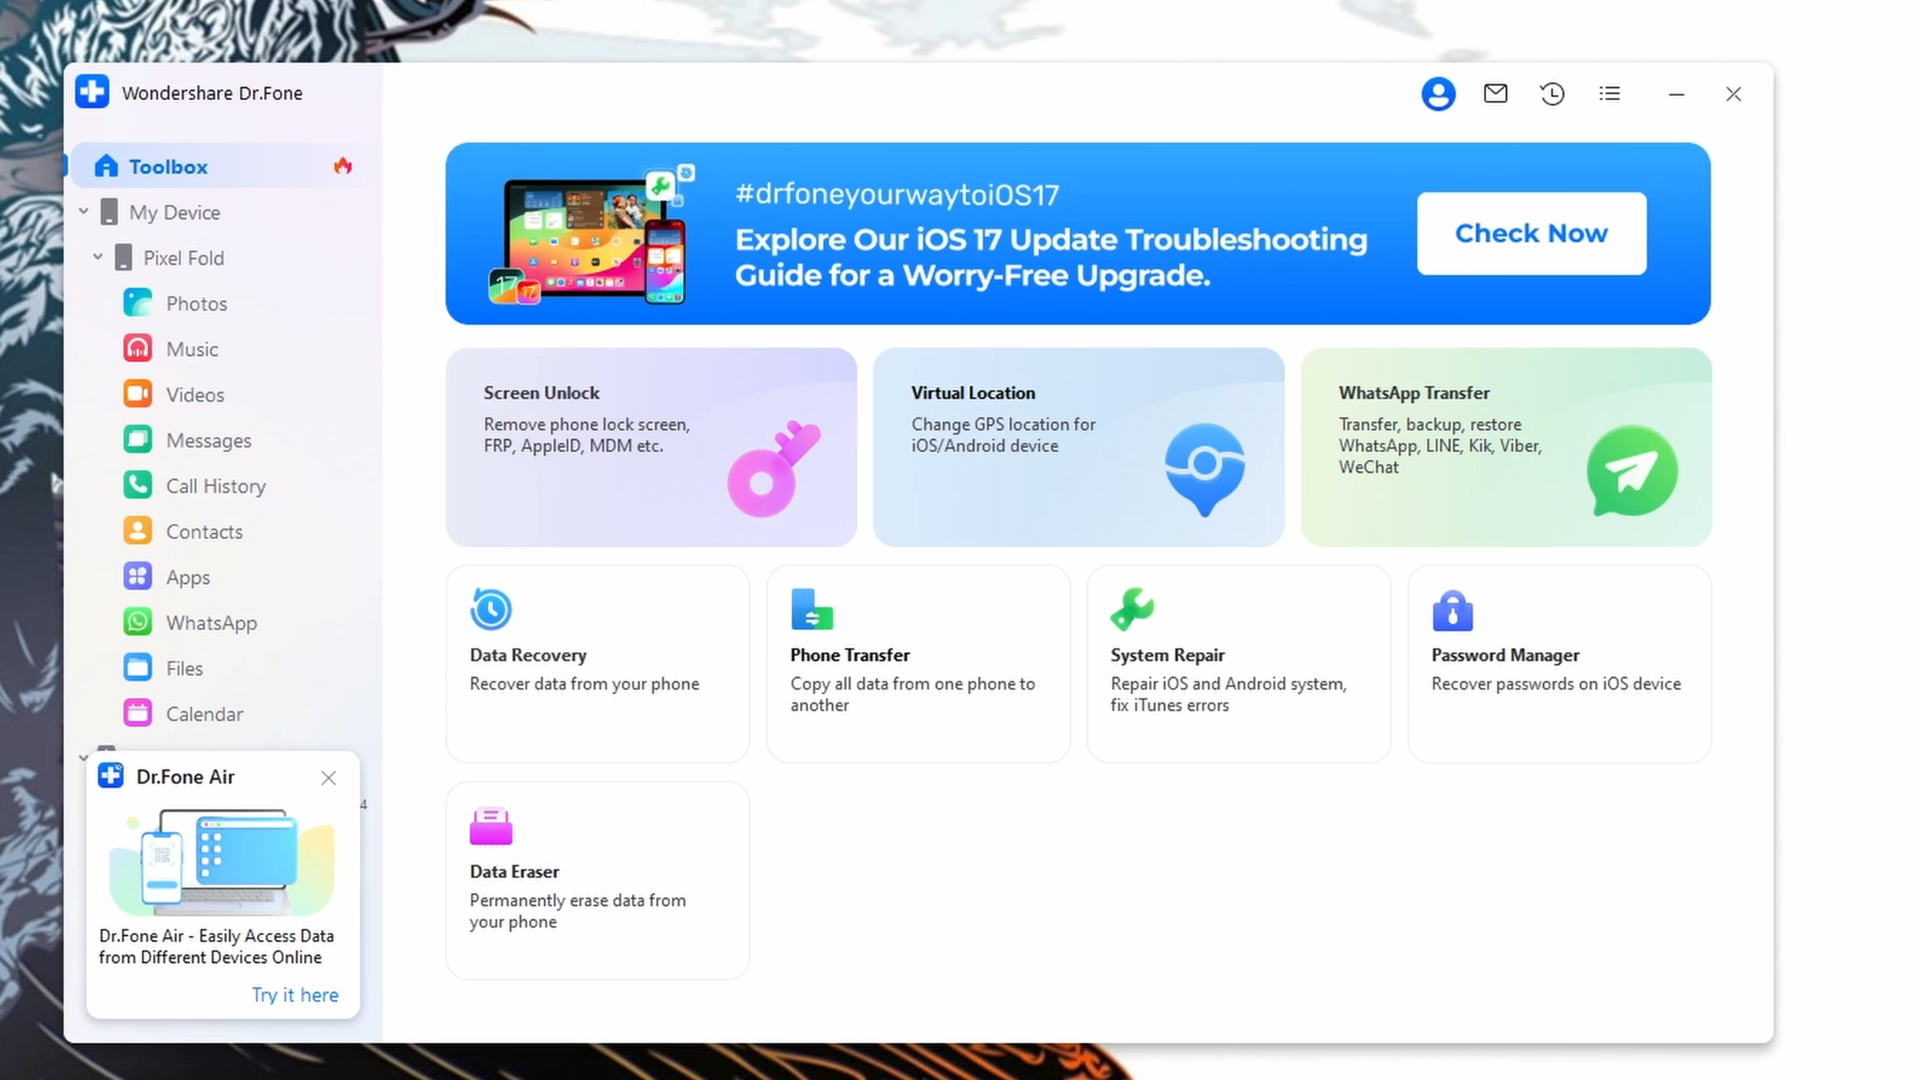 Wondershare Dr.Fone
Toolbox
My Device
Pixel Fold
Photos
Music
Videos
Messages
Call History
Contacts
Apps
WhatsApp
Files
Calendar
4
Dr.Fone Air
Dr.Fone Air - Easily Access Data
from Different Devices Online
Try it here
#drfoneyourwaytoiOS17
Explore Our iOS 17 Update Troubleshooting
Guide for a Worry-Free Upgrade.
17
17
Check Now
Screen Unlock
Remove phone lock screen,
FRP, AppleID, MDM etc.
Virtual Location
Change GPS location for
iOS/Android device
WhatsApp Transfer
Transfer, backup, restore
WhatsApp, LINE, Kik, Viber,
WeChat
Data Recovery
Recover data from your phone
Phone Transfer
Copy all data from one phone to
another
System Repair
Repair iOS and Android system,
fix iTunes errors
Password Manager
Recover passwords on iOS device
Data Eraser
Permanently erase data from
your phone